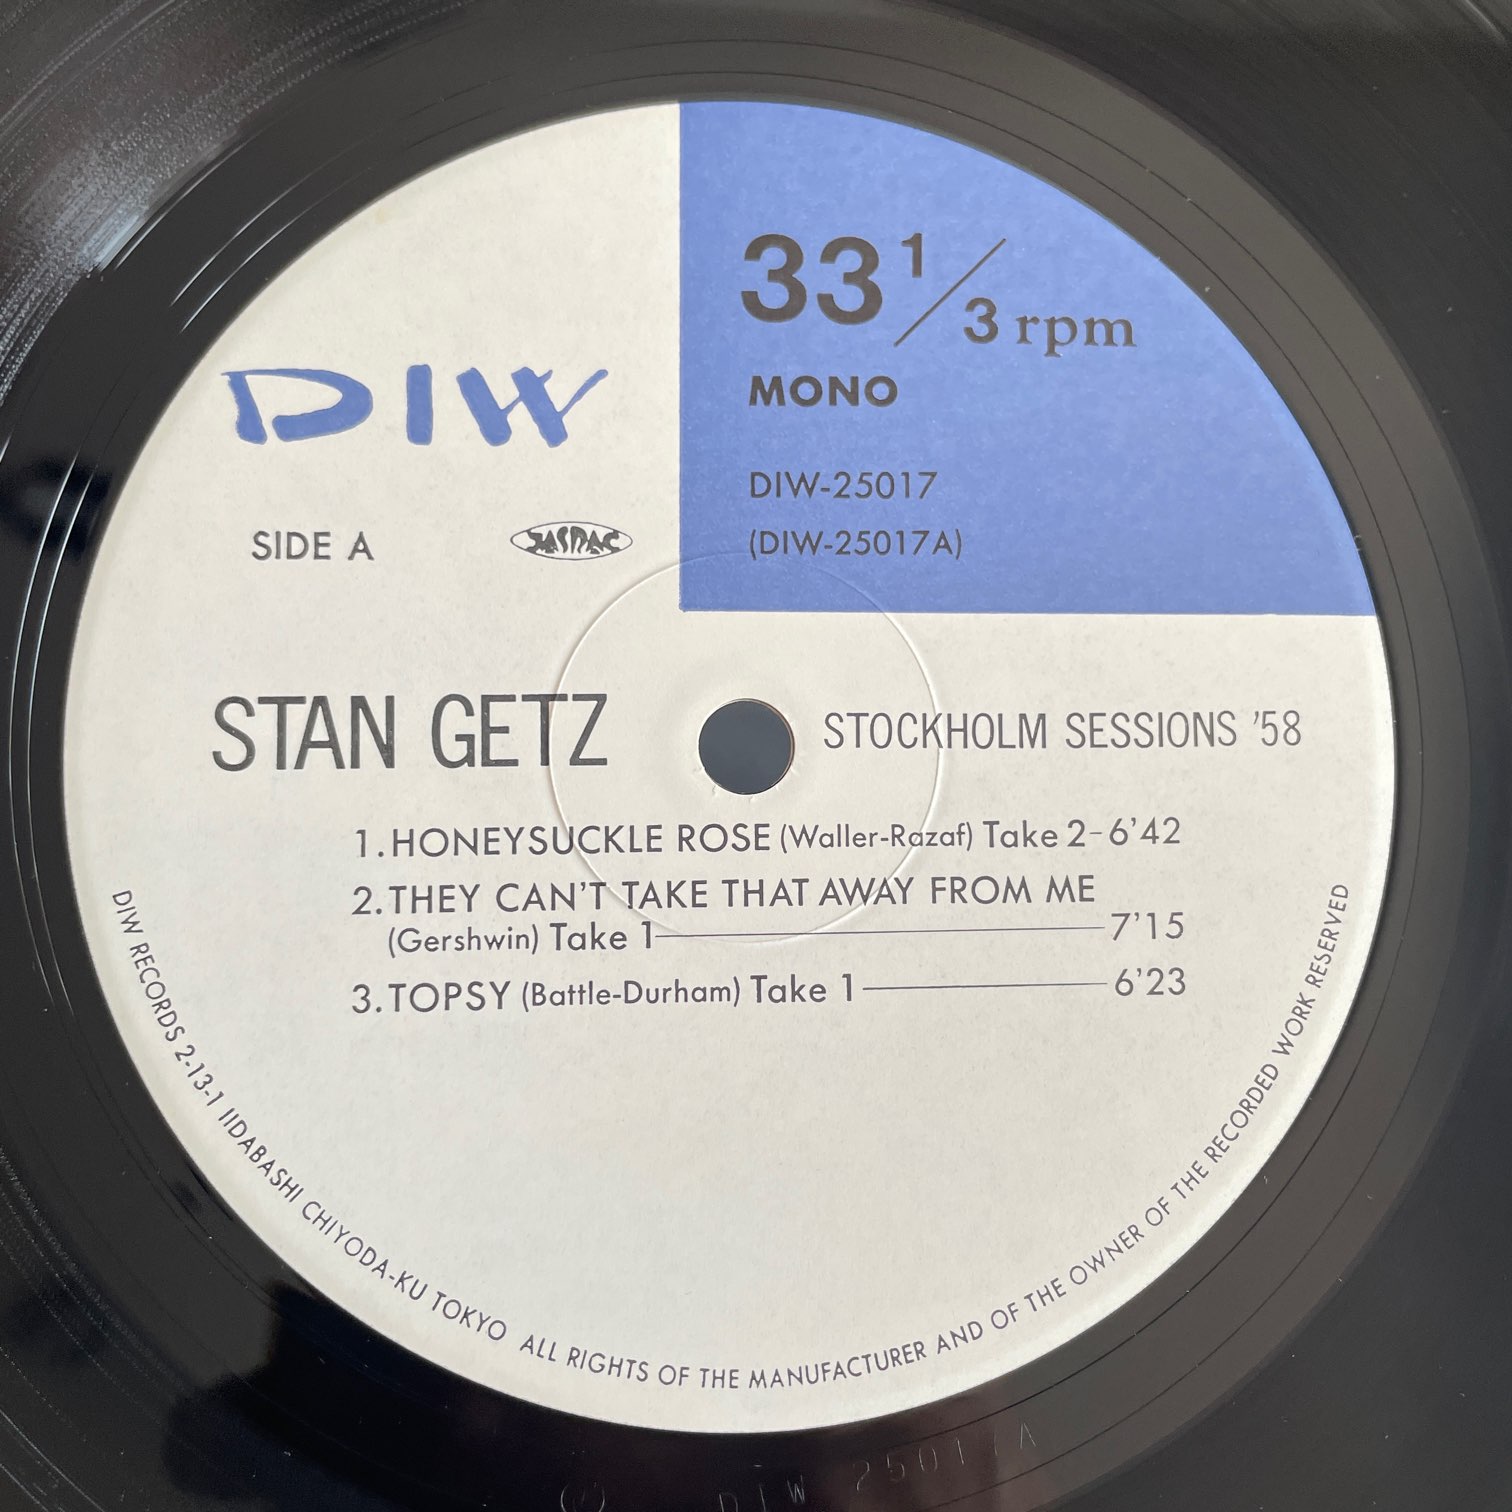 33 1/3 rpm
MONO
DIW
DIW-25017
SIDE A
JASRAC
(DIW-25017A)
STAN GETZ
STOCKHOLM SESSIONS '58
1. HONEYSUCKLE ROSE (Waller-Razaf) Take 2-6'42
2. THEY CAN'T TAKE THAT AWAY FROM ME
(Gershwin) Take 1 7'15
3. TOPSY (Battle-Durham) Take 1 6'23
DIW RECORDS 2-13-1 IIDABASHI CHIYODA-KU TOKYO ALL RIGHTS OF THE MANUFACTURER AND OF THE OWNER OF THE RECORDED WORK RESERVED
DIW 25017A